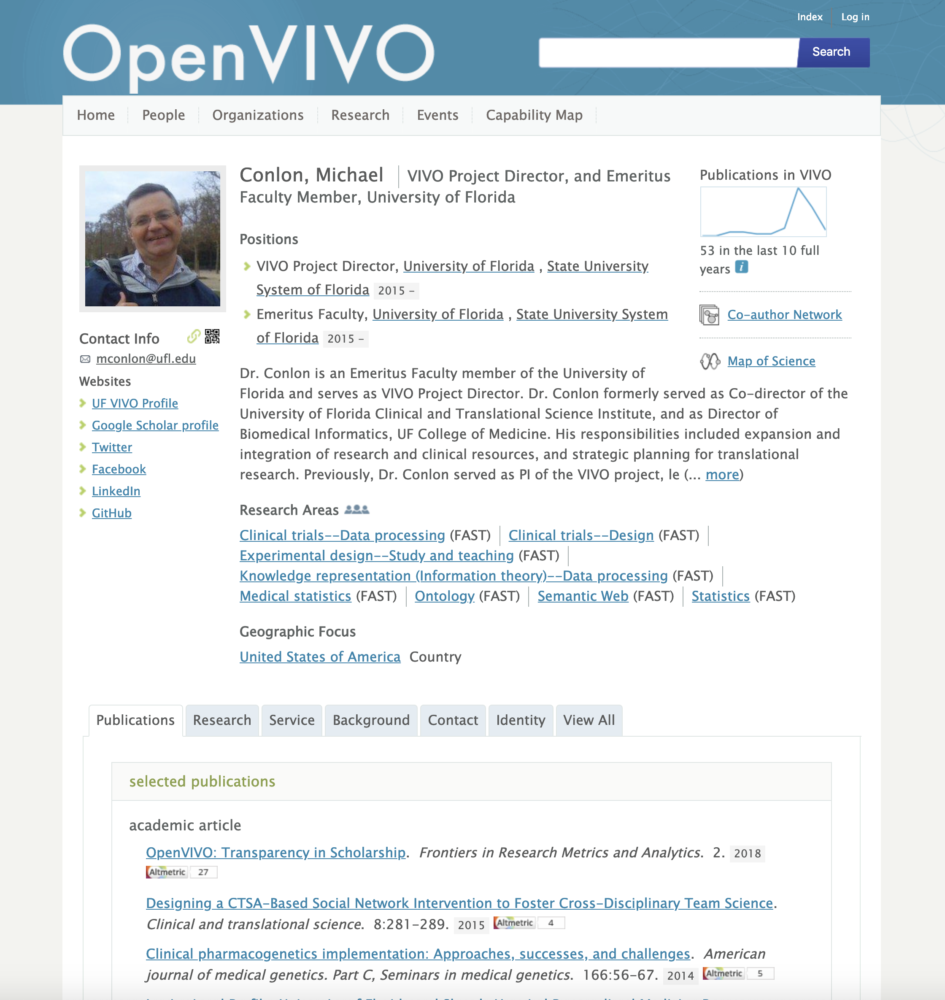 Index Log in
OpenVIVO
Search
Home People Organizations Research Events Capability Map
Conlon, Michael VIVO Project Director, and Emeritus
Faculty Member, University of Florida
Positions
VIVO Project Director, University of Florida , State University
System of Florida 2015 –
Emeritus Faculty, University of Florida , State University System
of Florida 2015 –
Publications in VIVO
53 in the last 10 full
years i
Co-author Network
Map of Science
Contact Info
mconlon@ufl.edu
Websites
UF VIVO Profile
Google Scholar profile
Twitter
Facebook
LinkedIn
GitHub
Dr. Conlon is an Emeritus Faculty member of the University of
Florida and serves as VIVO Project Director. Dr. Conlon formerly served as Co-director of the
University of Florida Clinical and Translational Science Institute, and as Director of
Biomedical Informatics, UF College of Medicine. His responsibilities included expansion and
integration of research and clinical resources, and strategic planning for translational
research. Previously, Dr. Conlon served as PI of the VIVO project, le (... more)
Research Areas
Clinical trials--Data processing (FAST) Clinical trials--Design (FAST)
Experimental design--Study and teaching (FAST)
Knowledge representation (Information theory)--Data processing (FAST)
Medical statistics (FAST) Ontology (FAST) Semantic Web (FAST) Statistics (FAST)
Geographic Focus
United States of America Country
Publications Research Service Background Contact Identity View All
selected publications
academic article
OpenVIVO: Transparency in Scholarship. Frontiers in Research Metrics and Analytics. 2. 2018
Altmetric 27
Designing a CTSA-Based Social Network Intervention to Foster Cross-Disciplinary Team Science.
Clinical and translational science. 8:281-289. 2015 Altmetric 4
Clinical pharmacogenetics implementation: Approaches, successes, and challenges. American
journal of medical genetics. Part C, Seminars in medical genetics. 166:56-67. 2014 Altmetric 5